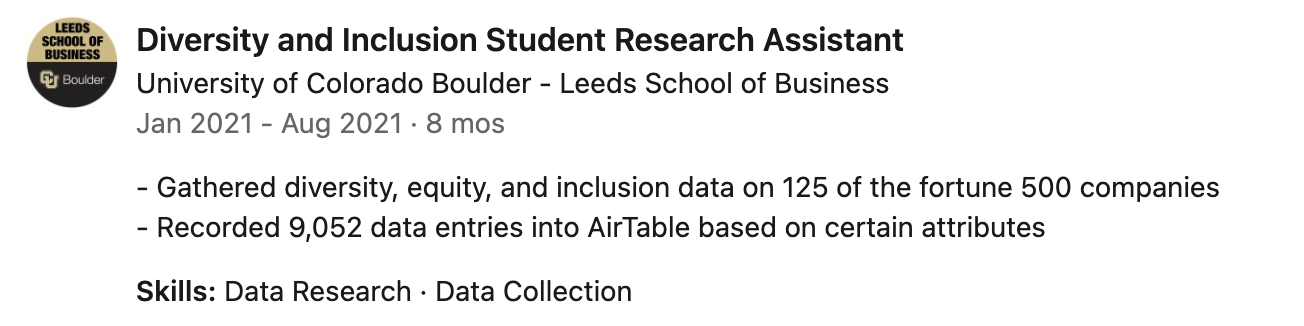 LEEDS
SCHOOL OF
BUSINESS
CU Boulder
Diversity and Inclusion Student Research Assistant
University of Colorado Boulder - Leeds School of Business
Jan 2021 - Aug 2021 · 8 mos
- Gathered diversity, equity, and inclusion data on 125 of the fortune 500 companies
- Recorded 9,052 data entries into AirTable based on certain attributes
Skills: Data Research · Data Collection